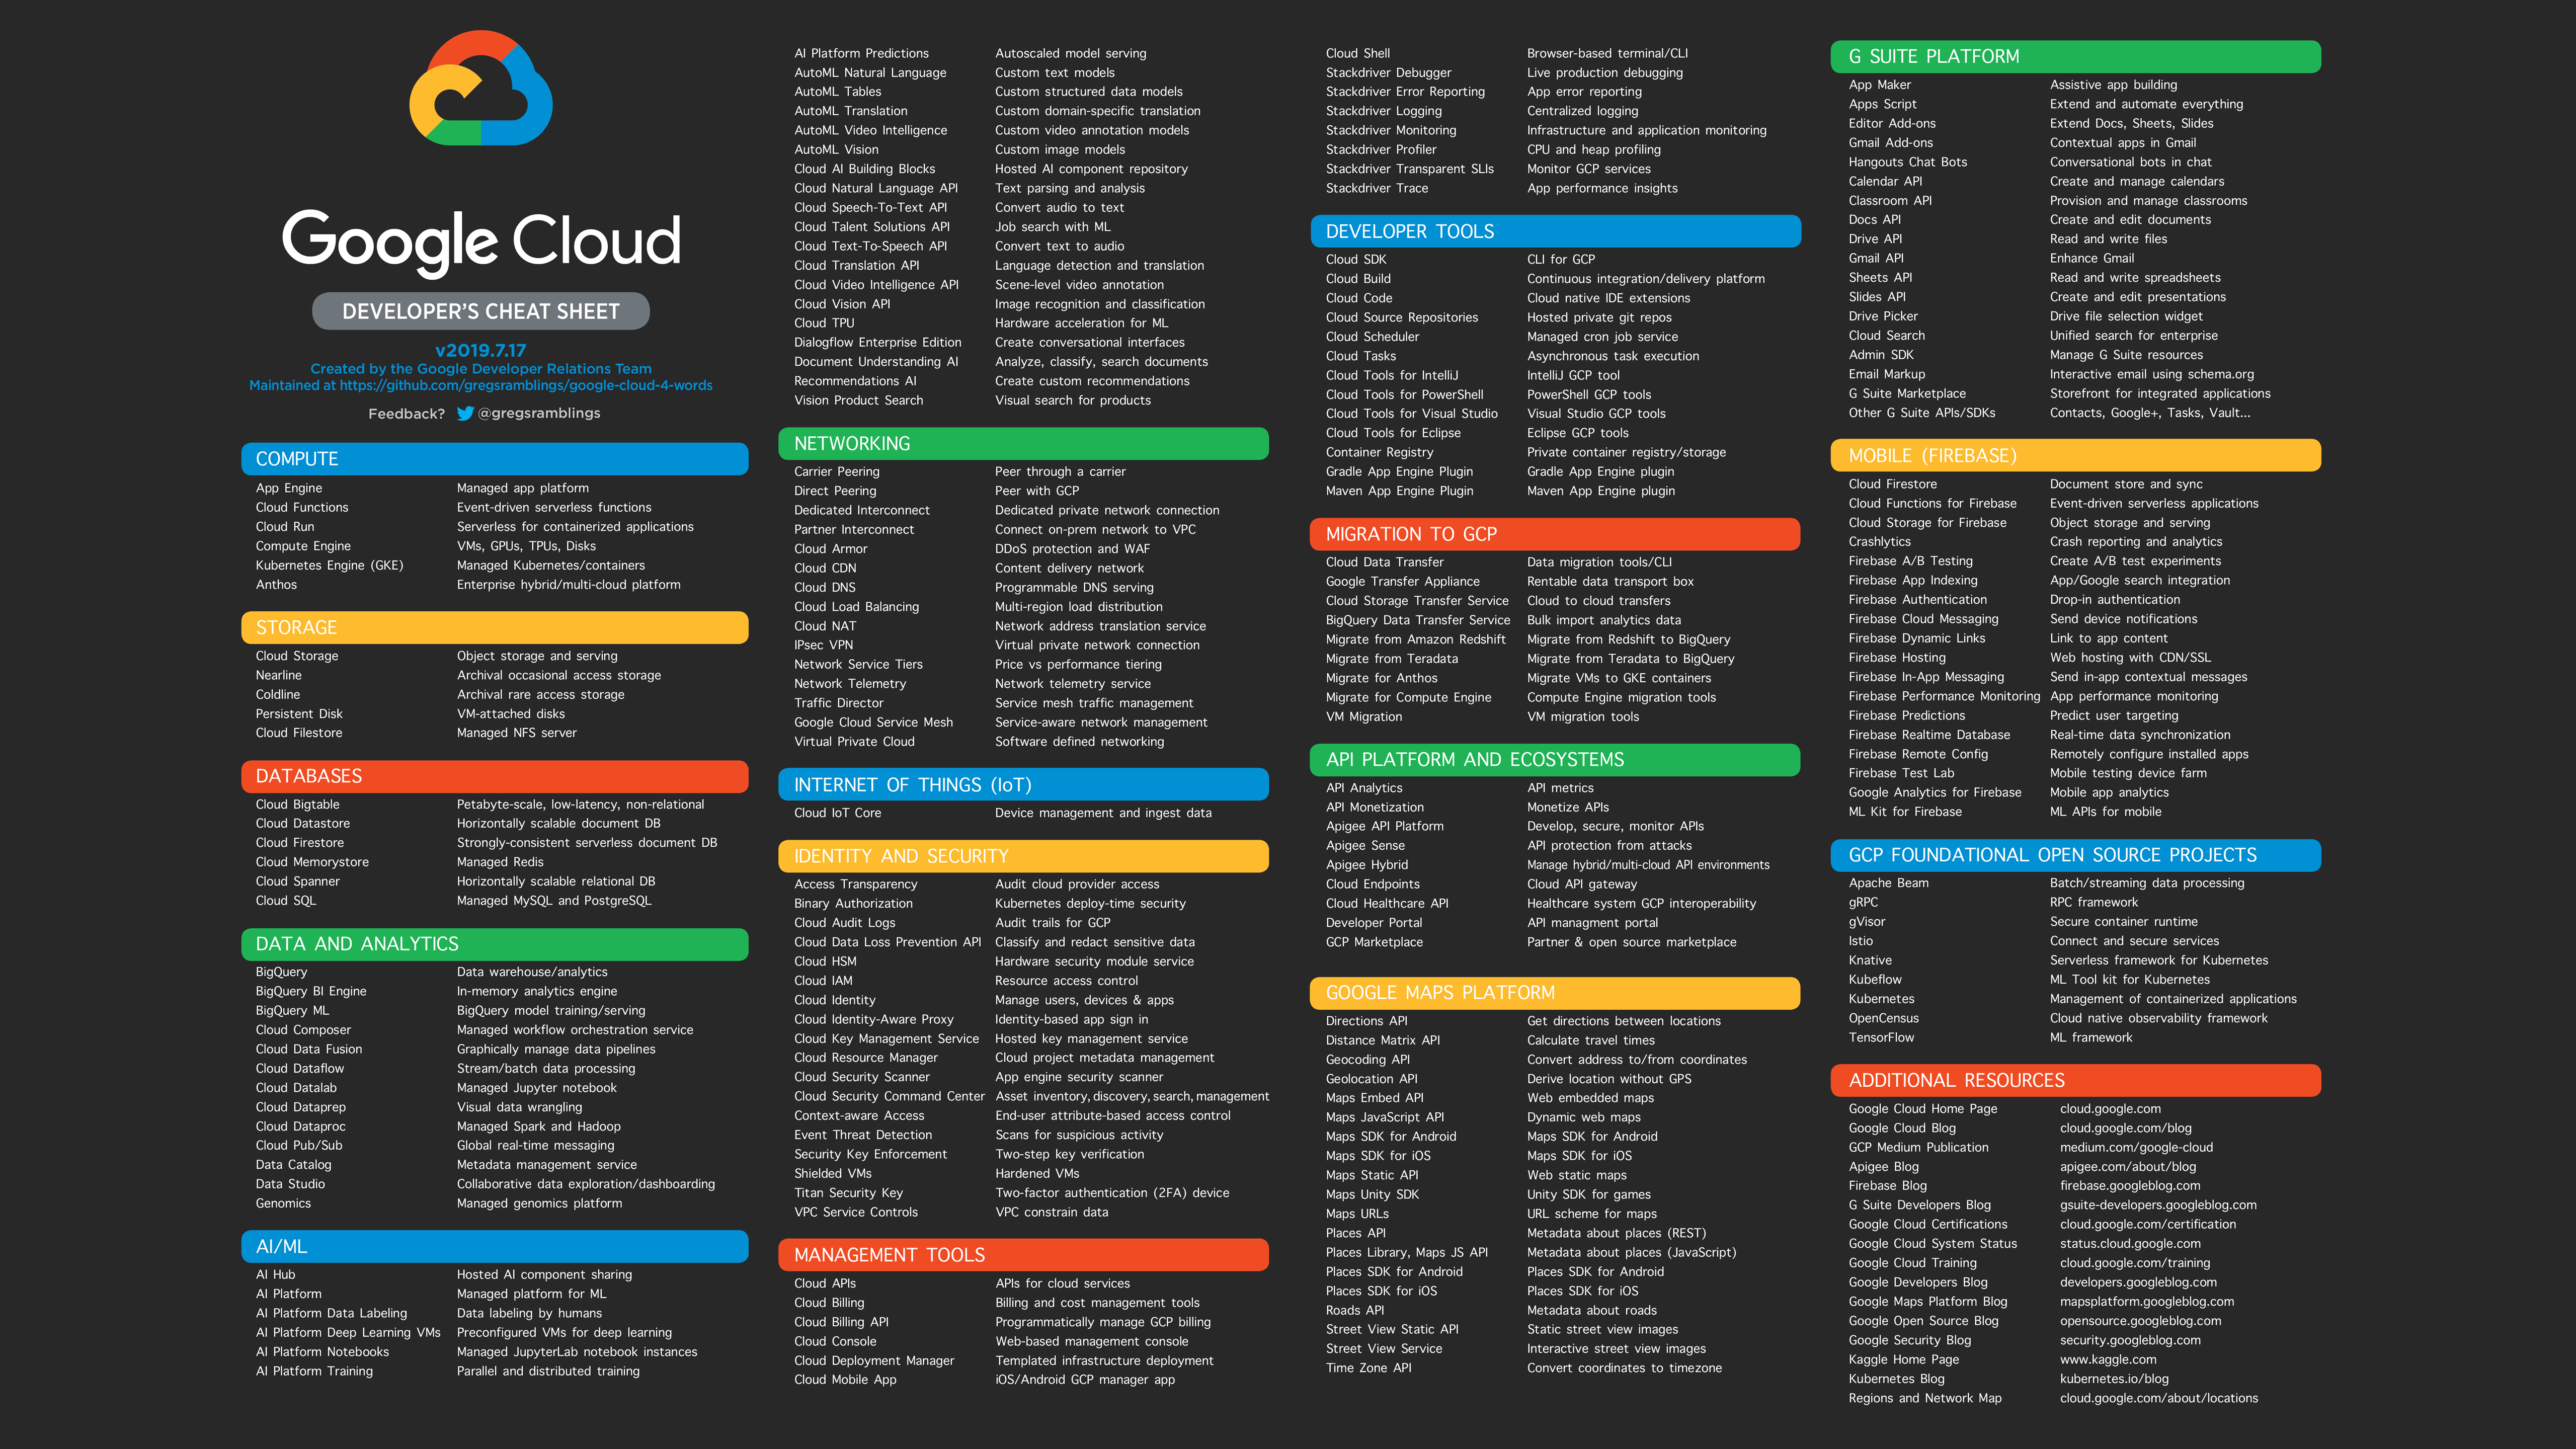 Google Cloud
DEVELOPER'S CHEAT SHEET
v2019.7.17
Created by the Google Developer Relations Team
Maintained at https://github.com/gregsramblings/google-cloud-4-words
Feedback? @gregsramblings
COMPUTE
App Engine Managed app platform
Cloud Functions Event-driven serverless functions
Cloud Run Serverless for containerized applications
Compute Engine VMs, GPUs, TPUs, Disks
Kubernetes Engine (GKE) Managed Kubernetes/containers
Anthos Enterprise hybrid/multi-cloud platform
STORAGE
Cloud Storage Object storage and serving
Nearline Archival occasional access storage
Coldline Archival rare access storage
Persistent Disk VM-attached disks
Cloud Filestore Managed NFS server
DATABASES
Cloud Bigtable Petabyte-scale, low-latency, non-relational
Cloud Datastore Horizontally scalable document DB
Cloud Firestore Strongly-consistent serverless document DB
Cloud Memorystore Managed Redis
Cloud Spanner Horizontally scalable relational DB
Cloud SQL Managed MySQL and PostgreSQL
DATA AND ANALYTICS
BigQuery Data warehouse/analytics
BigQuery BI Engine In-memory analytics engine
BigQuery ML BigQuery model training/serving
Cloud Composer Managed workflow orchestration service
Cloud Data Fusion Graphically manage data pipelines
Cloud Dataflow Stream/batch data processing
Cloud Datalab Managed Jupyter notebook
Cloud Dataprep Visual data wrangling
Cloud Dataproc Managed Spark and Hadoop
Cloud Pub/Sub Global real-time messaging
Data Catalog Metadata management service
Data Studio Collaborative data exploration/dashboarding
Genomics Managed genomics platform
AI/ML
AI Hub Hosted AI component sharing
AI Platform Managed platform for ML
AI Platform Data Labeling Data labeling by humans
AI Platform Deep Learning VMs Preconfigured VMs for deep learning
AI Platform Notebooks Managed JupyterLab notebook instances
AI Platform Training Parallel and distributed training
AI Platform Predictions Autoscaled model serving
AutoML Natural Language Custom text models
AutoML Tables Custom structured data models
AutoML Translation Custom domain-specific translation
AutoML Video Intelligence Custom video annotation models
AutoML Vision Custom image models
Cloud AI Building Blocks Hosted AI component repository
Cloud Natural Language API Text parsing and analysis
Cloud Speech-To-Text API Convert audio to text
Cloud Talent Solutions API Job search with ML
Cloud Text-To-Speech API Convert text to audio
Cloud Translation API Language detection and translation
Cloud Video Intelligence API Scene-level video annotation
Cloud Vision API Image recognition and classification
Cloud TPU Hardware acceleration for ML
Dialogflow Enterprise Edition Create conversational interfaces
Document Understanding AI Analyze, classify, search documents
Recommendations AI Create custom recommendations
Vision Product Search Visual search for products
NETWORKING
Carrier Peering Peer through a carrier
Direct Peering Peer with GCP
Dedicated Interconnect Dedicated private network connection
Partner Interconnect Connect on-prem network to VPC
Cloud Armor DDoS protection and WAF
Cloud CDN Content delivery network
Cloud DNS Programmable DNS serving
Cloud Load Balancing Multi-region load distribution
Cloud NAT Network address translation service
IPsec VPN Virtual private network connection
Network Service Tiers Price vs performance tiering
Network Telemetry Network telemetry service
Traffic Director Service mesh traffic management
Google Cloud Service Mesh Service-aware network management
Virtual Private Cloud Software defined networking
INTERNET OF THINGS (IoT)
Cloud IoT Core Device management and ingest data
IDENTITY AND SECURITY
Access Transparency Audit cloud provider access
Binary Authorization Kubernetes deploy-time security
Cloud Audit Logs Audit trails for GCP
Cloud Data Loss Prevention API Classify and redact sensitive data
Cloud HSM Hardware security module service
Cloud IAM Resource access control
Cloud Identity Manage users, devices & apps
Cloud Identity-Aware Proxy Identity-based app sign in
Cloud Key Management Service Hosted key management service
Cloud Resource Manager Cloud project metadata management
Cloud Security Scanner App engine security scanner
Cloud Security Command Center Asset inventory, discovery, search, management
Context-aware Access End-user attribute-based access control
Event Threat Detection Scans for suspicious activity
Security Key Enforcement Two-step key verification
Shielded VMs Hardened VMs
Titan Security Key Two-factor authentication (2FA) device
VPC Service Controls VPC constrain data
MANAGEMENT TOOLS
Cloud APIs APIs for cloud services
Cloud Billing Billing and cost management tools
Cloud Billing API Programmatically manage GCP billing
Cloud Console Web-based management console
Cloud Deployment Manager Templated infrastructure deployment
Cloud Mobile App iOS/Android GCP manager app
Cloud Shell Browser-based terminal/CLI
Stackdriver Debugger Live production debugging
Stackdriver Error Reporting App error reporting
Stackdriver Logging Centralized logging
Stackdriver Monitoring Infrastructure and application monitoring
Stackdriver Profiler CPU and heap profiling
Stackdriver Transparent SLIs Monitor GCP services
Stackdriver Trace App performance insights
DEVELOPER TOOLS
Cloud SDK CLI for GCP
Cloud Build Continuous integration/delivery platform
Cloud Code Cloud native IDE extensions
Cloud Source Repositories Hosted private git repos
Cloud Scheduler Managed cron job service
Cloud Tasks Asynchronous task execution
Cloud Tools for IntelliJ IntelliJ GCP tool
Cloud Tools for PowerShell PowerShell GCP tools
Cloud Tools for Visual Studio Visual Studio GCP tools
Cloud Tools for Eclipse Eclipse GCP tools
Container Registry Private container registry/storage
Gradle App Engine Plugin Gradle App Engine plugin
Maven App Engine Plugin Maven App Engine plugin
MIGRATION TO GCP
Cloud Data Transfer Data migration tools/CLI
Google Transfer Appliance Rentable data transport box
Cloud Storage Transfer Service Cloud to cloud transfers
BigQuery Data Transfer Service Bulk import analytics data
Migrate from Amazon Redshift Migrate from Redshift to BigQuery
Migrate from Teradata Migrate from Teradata to BigQuery
Migrate for Anthos Migrate VMs to GKE containers
Migrate for Compute Engine Compute Engine migration tools
VM Migration VM migration tools
API PLATFORM AND ECOSYSTEMS
API Analytics API metrics
API Monetization Monetize APIs
Apigee API Platform Develop, secure, monitor APIs
Apigee Sense API protection from attacks
Apigee Hybrid Manage hybrid/multi-cloud API environments
Cloud Endpoints Cloud API gateway
Cloud Healthcare API Healthcare system GCP interoperability
Developer Portal API managment portal
GCP Marketplace Partner & open source marketplace
GOOGLE MAPS PLATFORM
Directions API Get directions between locations
Distance Matrix API Calculate travel times
Geocoding API Convert address to/from coordinates
Geolocation API Derive location without GPS
Maps Embed API Web embedded maps
Maps JavaScript API Dynamic web maps
Maps SDK for Android Maps SDK for Android
Maps SDK for iOS Maps SDK for iOS
Maps Static API Web static maps
Maps Unity SDK Unity SDK for games
Maps URLs URL scheme for maps
Places API Metadata about places (REST)
Places Library, Maps JS API Metadata about places (JavaScript)
Places SDK for Android Places SDK for Android
Places SDK for iOS Places SDK for iOS
Roads API Metadata about roads
Street View Static API Static street view images
Street View Service Interactive street view images
Time Zone API Convert coordinates to timezone
G SUITE PLATFORM
App Maker Assistive app building
Apps Script Extend and automate everything
Editor Add-ons Extend Docs, Sheets, Slides
Gmail Add-ons Contextual apps in Gmail
Hangouts Chat Bots Conversational bots in chat
Calendar API Create and manage calendars
Classroom API Provision and manage classrooms
Docs API Create and edit documents
Drive API Read and write files
Gmail API Enhance Gmail
Sheets API Read and write spreadsheets
Slides API Create and edit presentations
Drive Picker Drive file selection widget
Cloud Search Unified search for enterprise
Admin SDK Manage G Suite resources
Email Markup Interactive email using schema.org
G Suite Marketplace Storefront for integrated applications
Other G Suite APIs/SDKs Contacts, Google+, Tasks, Vault...
MOBILE (FIREBASE)
Cloud Firestore Document store and sync
Cloud Functions for Firebase Event-driven serverless applications
Cloud Storage for Firebase Object storage and serving
Crashlytics Crash reporting and analytics
Firebase A/B Testing Create A/B test experiments
Firebase App Indexing App/Google search integration
Firebase Authentication Drop-in authentication
Firebase Cloud Messaging Send device notifications
Firebase Dynamic Links Link to app content
Firebase Hosting Web hosting with CDN/SSL
Firebase In-App Messaging Send in-app contextual messages
Firebase Performance Monitoring App performance monitoring
Firebase Predictions Predict user targeting
Firebase Realtime Database Real-time data synchronization
Firebase Remote Config Remotely configure installed apps
Firebase Test Lab Mobile testing device farm
Google Analytics for Firebase Mobile app analytics
ML Kit for Firebase ML APIs for mobile
GCP FOUNDATIONAL OPEN SOURCE PROJECTS
Apache Beam Batch/streaming data processing
gRPC RPC framework
gVisor Secure container runtime
Istio Connect and secure services
Knative Serverless framework for Kubernetes
Kubeflow ML Tool kit for Kubernetes
Kubernetes Management of containerized applications
OpenCensus Cloud native observability framework
TensorFlow ML framework
ADDITIONAL RESOURCES
Google Cloud Home Page cloud.google.com
Google Cloud Blog cloud.google.com/blog
GCP Medium Publication medium.com/google-cloud
Apigee Blog apigee.com/about/blog
Firebase Blog firebase.googleblog.com
G Suite Developers Blog gsuite-developers.googleblog.com
Google Cloud Certifications cloud.google.com/certification
Google Cloud System Status status.cloud.google.com
Google Cloud Training cloud.google.com/training
Google Developers Blog developers.googleblog.com
Google Maps Platform Blog mapsplatform.googleblog.com
Google Open Source Blog opensource.googleblog.com
Google Security Blog security.googleblog.com
Kaggle Home Page www.kaggle.com
Kubernetes Blog kubernetes.io/blog
Regions and Network Map cloud.google.com/about/locations